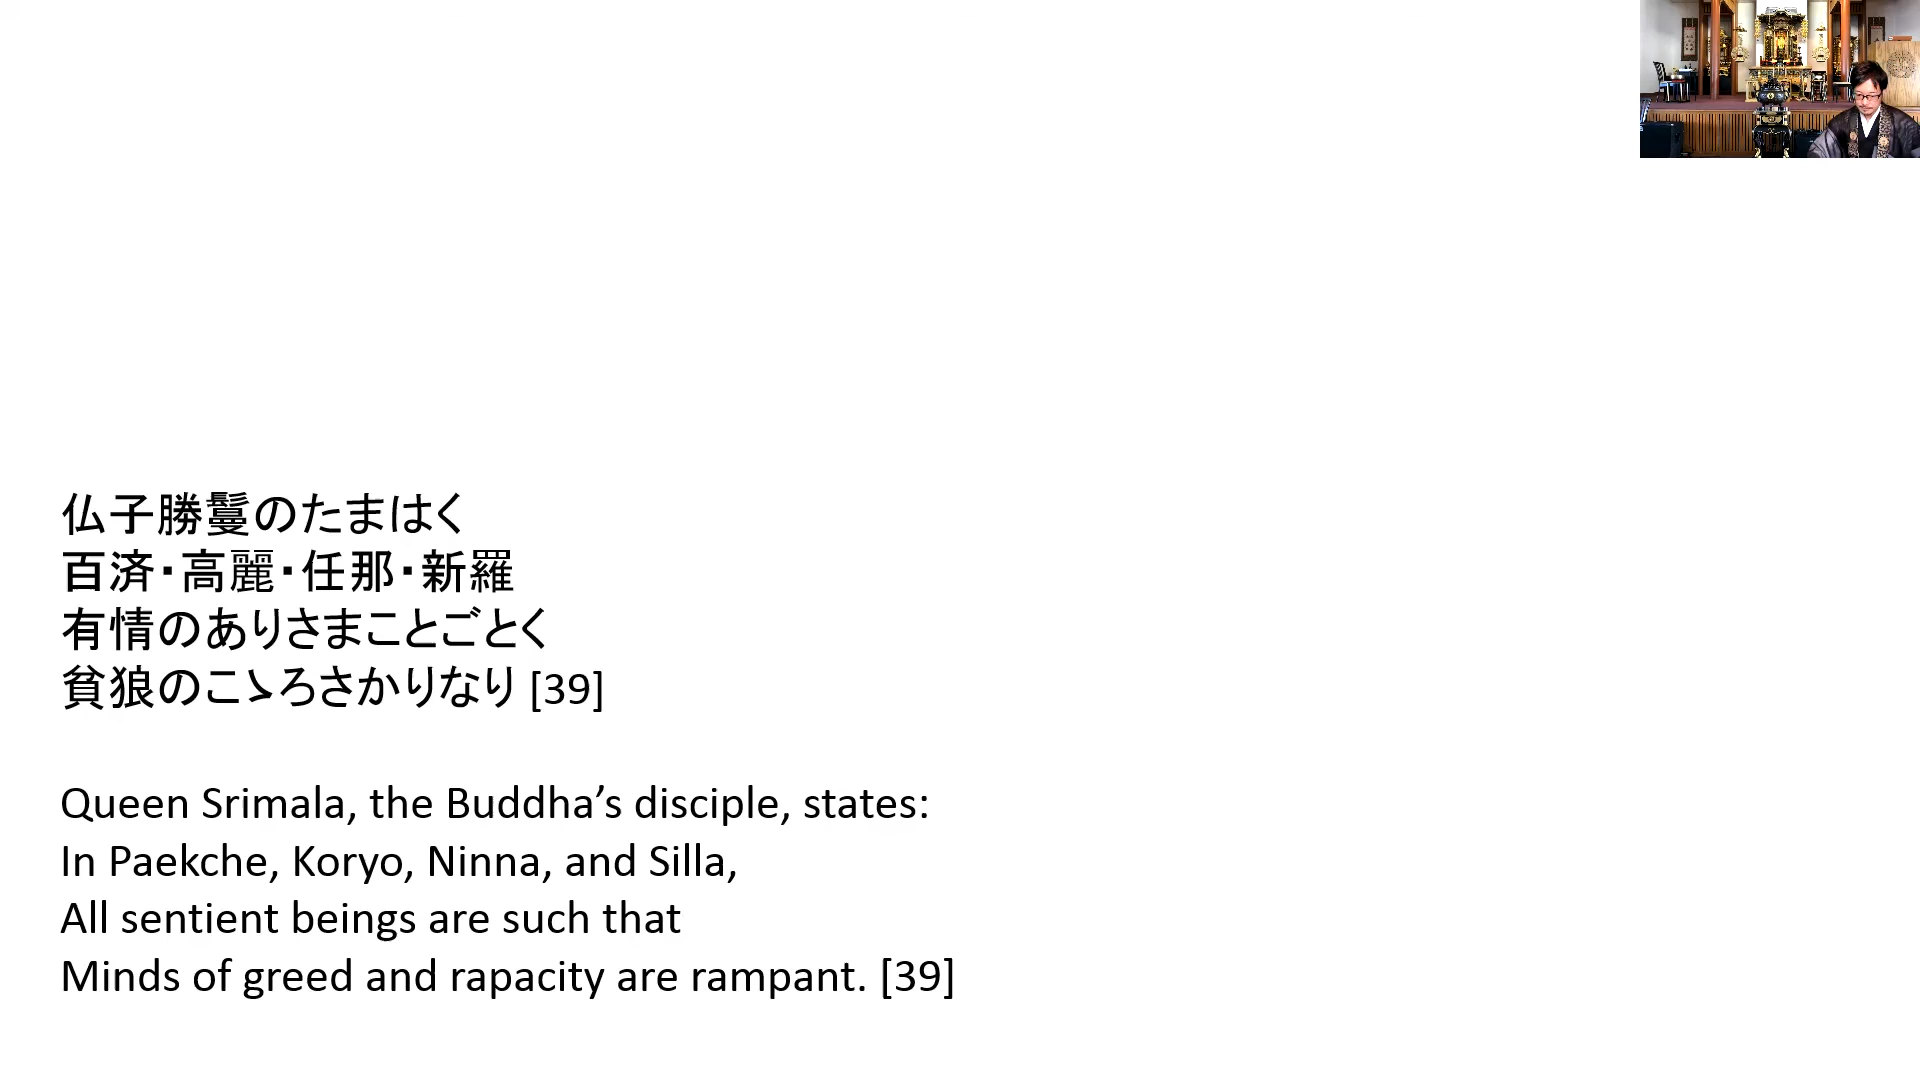 仏子勝鬘のたまはく
百済・高麗・任那・新羅
有情のありさまことごとく
貧狼のこゝろさかりなり [39]
Queen Srimala, the Buddha’s disciple, states:
In Paekche, Koryo, Ninna, and Silla,
All sentient beings are such that
Minds of greed and rapacity are rampant. [39]